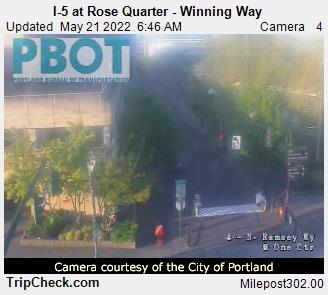 I-5 at Rose Quarter - Winning Way
Updated May 21 2022 6:46 AM Camera 4
PBOT
PORTLAND BUREAU OF TRANSPORTATION
4 - N. Ramsey Wy
W One Ctr
Camera courtesy of the City of Portland
TripCheck.com Milepost302.00